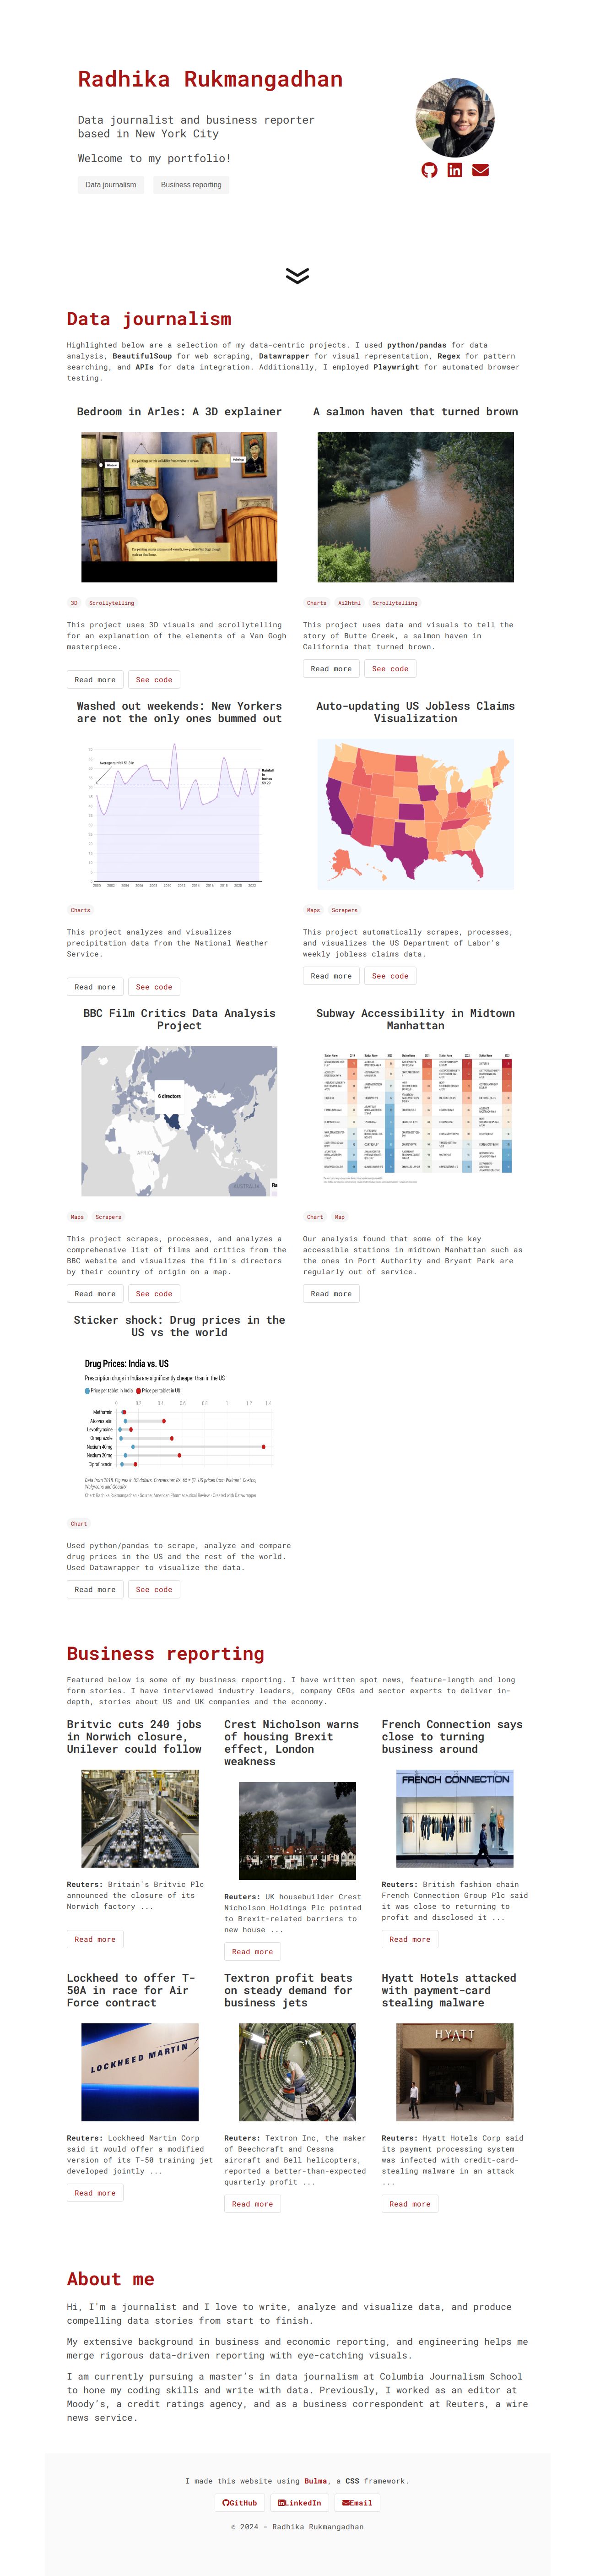 Radhika Rukmangadhan
Data journalist and business reporter
based in New York City
Welcome to my portfolio!
Data journalism
Business reporting
Data journalism
Highlighted below are a selection of my data-centric projects. I used python/pandas for data
analysis, BeautifulSoup for web scraping, Datawrapper for visual representation, Regex for pattern
searching, and APIs for data integration. Additionally, I employed Playwright for automated browser
testing.
Bedroom in Arles: A 3D explainer
3D Scrollytelling
This project uses 3D visuals and scrollytelling
for an explanation of the elements of a Van Gogh
masterpiece.
Read more See code
A salmon haven that turned brown
Charts Ai2html Scrollytelling
This project uses data and visuals to tell the
story of Butte Creek, a salmon haven in
California that turned brown.
Read more See code
Washed out weekends: New Yorkers
are not the only ones bummed out
Charts
This project analyzes and visualizes
precipitation data from the National Weather
Service.
Read more See code
Auto-updating US Jobless Claims
Visualization
Maps Scrapers
This project automatically scrapes, processes,
and visualizes the US Department of Labor's
weekly jobless claims data.
Read more See code
BBC Film Critics Data Analysis
Project
6 directors
AFRICA
Maps Scrapers
This project scrapes, processes, and analyzes a
comprehensive list of films and critics from the
BBC website and visualizes the film's directors
by their country of origin on a map.
Read more See code
Subway Accessibility in Midtown
Manhattan
Chart Map
Our analysis found that some of the key
accessible stations in midtown Manhattan such as
the ones in Port Authority and Bryant Park are
regularly out of service.
Read more
Sticker shock: Drug prices in the
US vs the world
Drug Prices: India vs. US
Prescription drugs in India are significantly cheaper than in the US
Price per tablet in India Price per tablet in US
0 0.2 0.4 0.6 0.8 1 1.2 1.4
Metformin
Atorvastatin
Levothyroxine
Omeprazole
Nexium 40mg
Nexium 20mg
Ciprofloxacin
Chart
Used python/pandas to scrape, analyze and compare
drug prices in the US and the rest of the world.
Used Datawrapper to visualize the data.
Read more See code
Business reporting
Featured below is some of my business reporting. I have written spot news, feature-length and long
form stories. I have interviewed industry leaders, company CEOs and sector experts to deliver in-
depth, stories about US and UK companies and the economy.
Britvic cuts 240 jobs
in Norwich closure,
Unilever could follow
Reuters: Britain's Britvic Plc
announced the closure of its
Norwich factory ...
Read more
Crest Nicholson warns
of housing Brexit
effect, London
weakness
Reuters: UK housebuilder Crest
Nicholson Holdings Plc pointed
to Brexit-related barriers to
new house ...
Read more
French Connection says
close to turning
business around
FRENCH CONNECTION
Reuters: British fashion chain
French Connection Group Plc said
it was close to returning to
profit and disclosed it ...
Read more
Lockheed to offer T-
50A in race for Air
Force contract
LOCKHEED MARTIN
Reuters: Lockheed Martin Corp
said it would offer a modified
version of its T-50 training jet
developed jointly ...
Read more
Textron profit beats
on steady demand for
business jets
Reuters: Textron Inc, the maker
of Beechcraft and Cessna
aircraft and Bell helicopters,
reported a better-than-expected
quarterly profit ...
Read more
Hyatt Hotels attacked
with payment-card
stealing malware
HYATT
Reuters: Hyatt Hotels Corp said
its payment processing system
was infected with credit-card-
stealing malware in an attack
...
Read more
About me
Hi, I'm a journalist and I love to write, analyze and visualize data, and produce
compelling data stories from start to finish.
My extensive background in business and economic reporting, and engineering helps me
merge rigorous data-driven reporting with eye-catching visuals.
I am currently pursuing a master's in data journalism at Columbia Journalism School
to hone my coding skills and write with data. Previously, I worked as an editor at
Moody's, a credit ratings agency, and as a business correspondent at Reuters, a wire
news service.
I made this website using Bulma, a CSS framework.
GitHub LinkedIn Email
© 2024 - Radhika Rukmangadhan